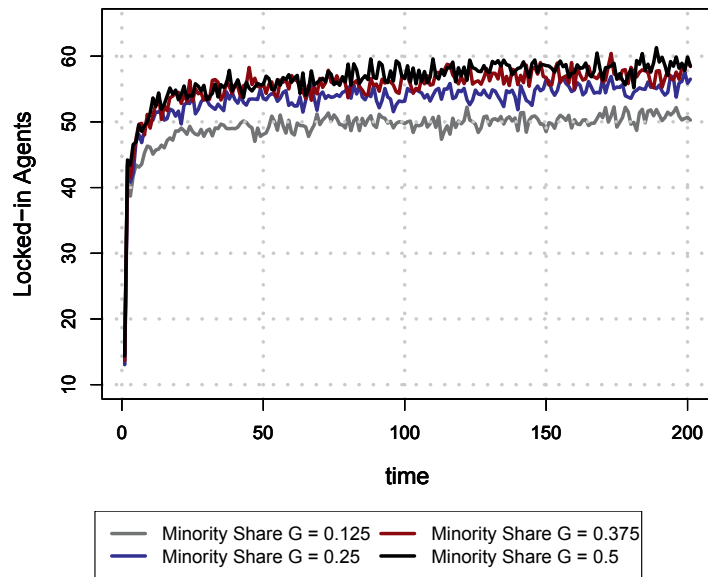 60
50
40
30
20
10
Locked−in Agents
0 50 100 150 200
time
Minority Share G = 0.125 Minority Share G = 0.375
Minority Share G = 0.25 Minority Share G = 0.5